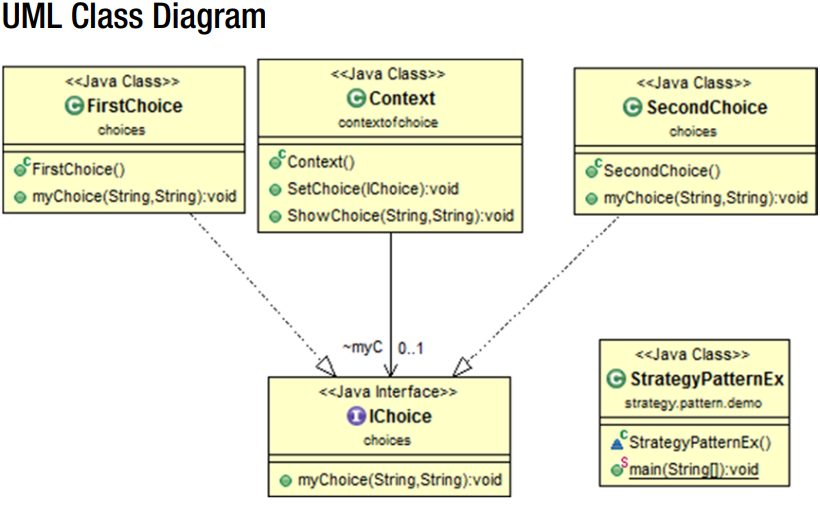 UML Class Diagram
<<Java Class>>
FirstChoice
choices
FirstChoice()
myChoice(String,String):void
<<Java Class>>
Context
contextofchoice
Context()
SetChoice(IChoice):void
ShowChoice(String,String):void
<<Java Class>>
SecondChoice
choices
SecondChoice()
myChoice(String,String):void
~myC 0..1
<<Java Interface>>
IChoice
choices
myChoice(String,String):void
<<Java Class>>
StrategyPatternEx
strategy.pattern.demo
StrategyPatternEx()
main(String[]):void